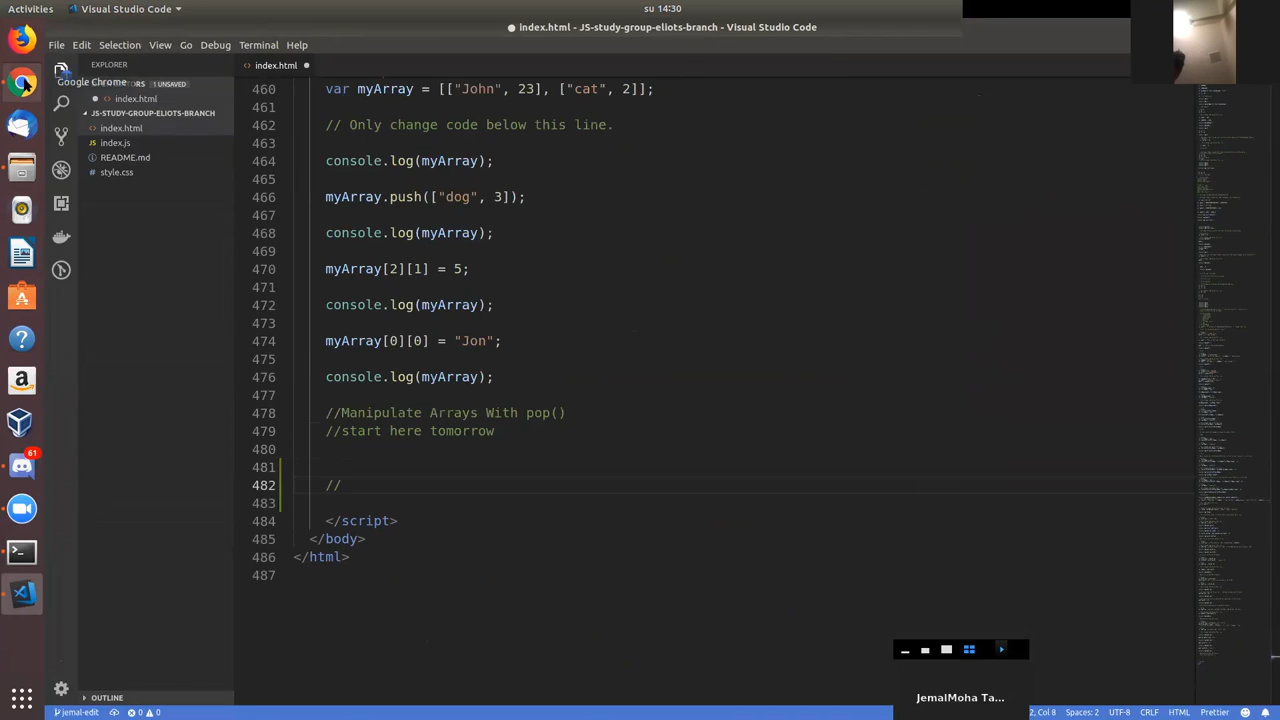 Activities
Visual Studio Code
su 14:30
index.html - JS-study-group-eliots-branch - Visual Studio Code
File Edit Selection View Go Debug Terminal Help
EXPLORER
index.html
Google Chrome
1 UNSAVED
index.html
JS-STUDY-GROUP-ELIOTS-BRANCH
index.html
index.js
README.md
style.css
460 var myArray = [["John", 23], ["cat", 2]];
461
462 // Only change code below this line.
463
464 console.log(myArray);
465
466
467
468 console.log(myArray);
469
470 myArray[2][1] = 5;
471
472 console.log(myArray);
473
474 myArray[0][0] = "Jon";
475
476 console.log(myArray);
477
478 //Manipulate Arrays With pop()
479 //start here tomorrow
480
481
482 //
483
484 </script>
485 </body>
486 </html>
487
61
OUTLINE
JemalMoha Ta...
jemal-edit
0
0
2, Col 8
Spaces: 2
UTF-8
CRLF
HTML
Prettier